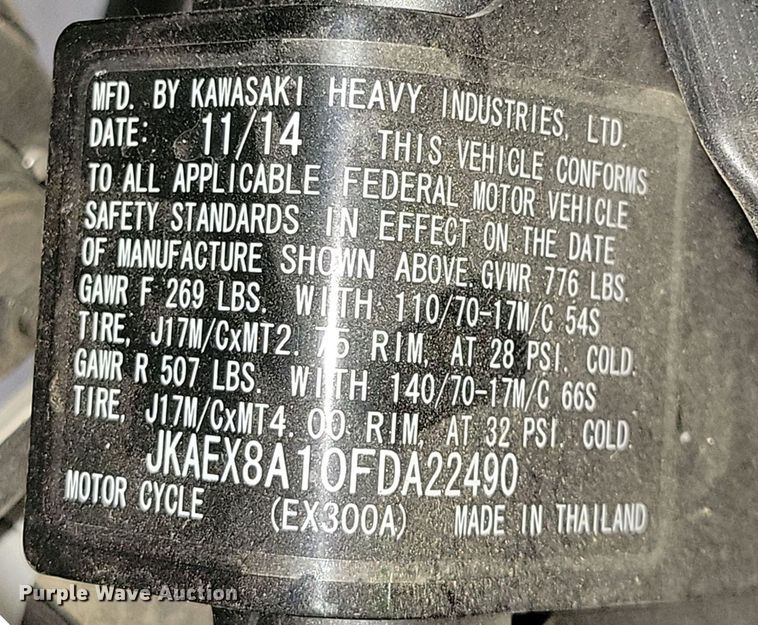 MFD. BY KAWASAKI HEAVY INDUSTRIES, LTD.
DATE: 11/14 THIS VEHICLE CONFORMS
TO ALL APPLICABLE FEDERAL MOTOR VEHICLE
SAFETY STANDARDS IN EFFECT ON THE DATE
OF MANUFACTURE SHOWN ABOVE. GVWR 776 LBS.
GAWR F 269 LBS. WITH 110/70-17M/C 54S
TIRE, J17M/CxMT2. 75 RIM, AT 28 PSI. COLD.
GAWR R 507 LBS. WITH 140/70-17M/C 66S
TIRE, J17M/CxMT4. 00 RIM, AT 32 PSI. COLD.
JKAEX8A10FDA22490
MOTOR CYCLE (EX300A) MADE IN THAILAND
Purple Wave Auction